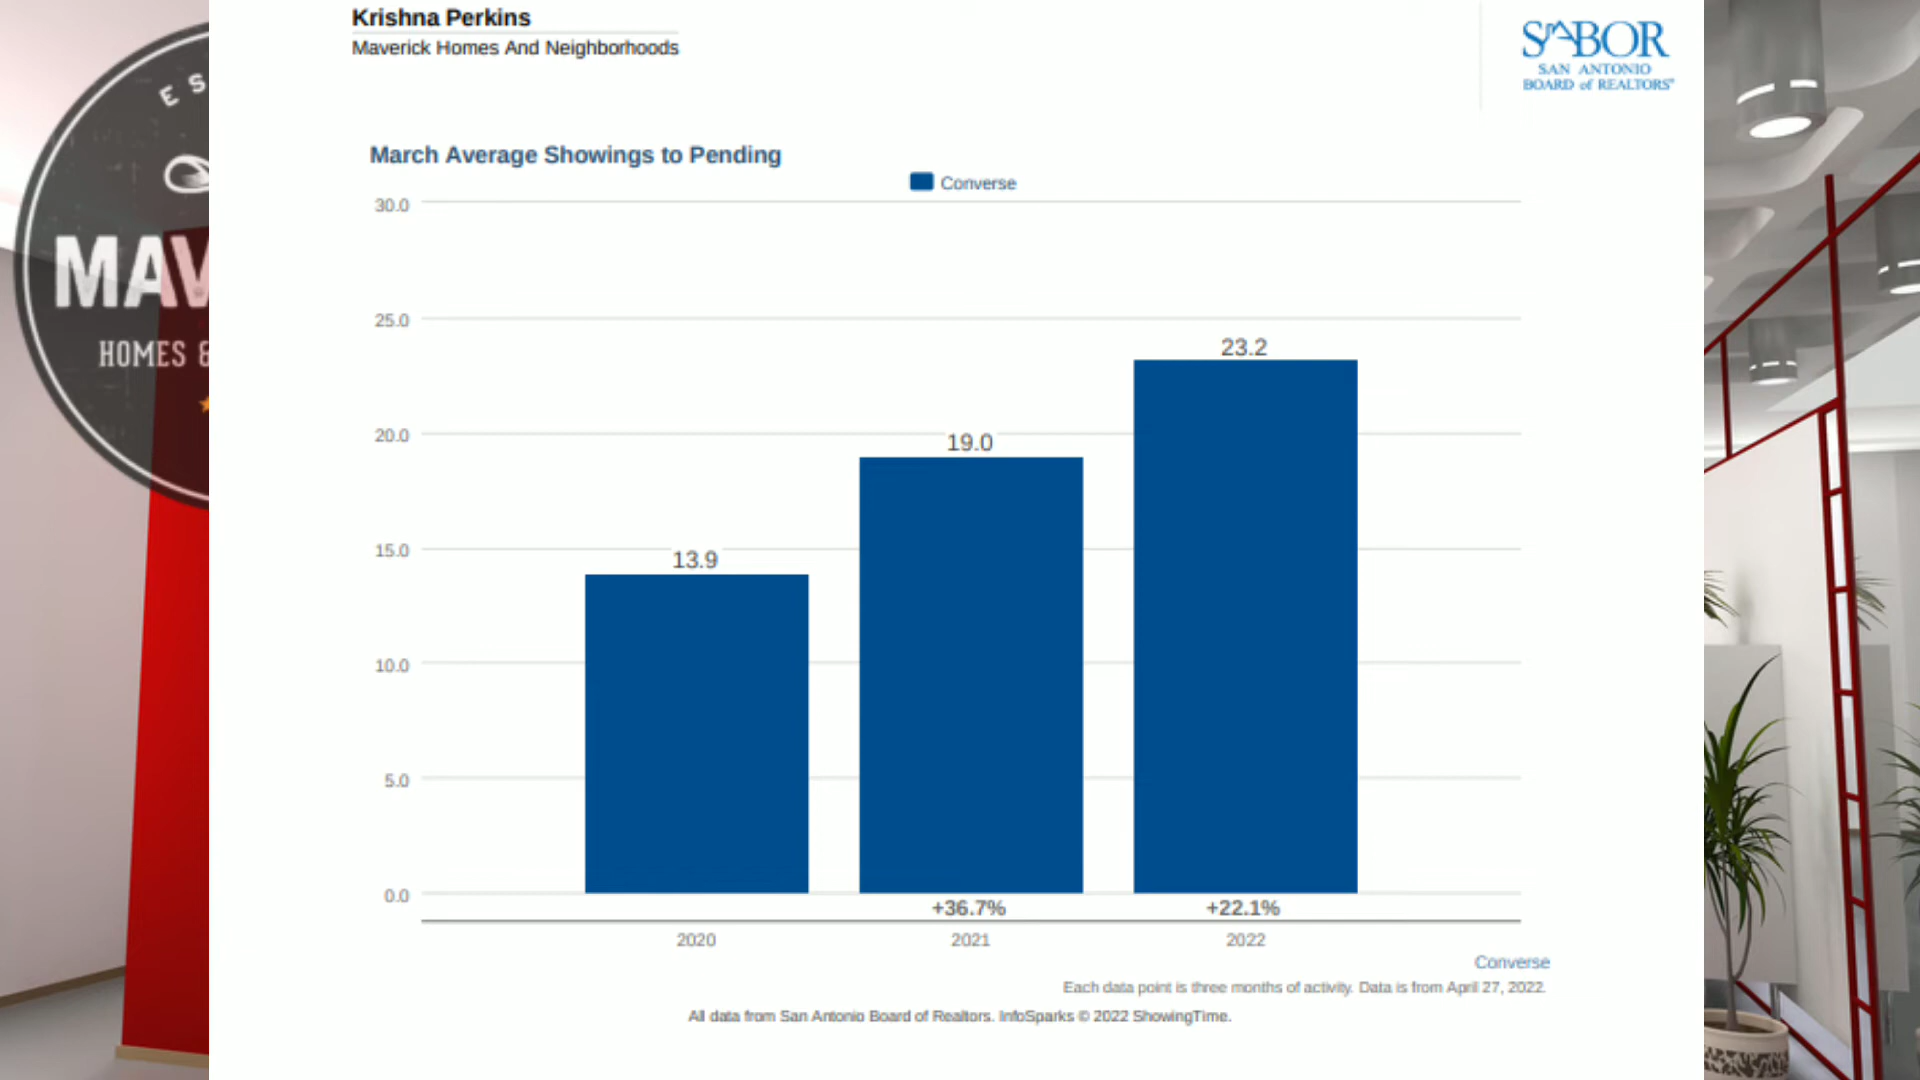 Krishna Perkins
Maverick Homes And Neighborhoods
SABOR
SAN ANTONIO
BOARD of REALTORS®
ES
MAV
HOMES &
March Average Showings to Pending
Converse
30.0
25.0
23.2
20.0
19.0
15.0
13.9
10.0
5.0
0.0
+36.7% +22.1%
2020 2021 2022
Converse
Each data point is three months of activity. Data is from April 27, 2022.
All data from San Antonio Board of Realtors. InfoSparks © 2022 ShowingTime.